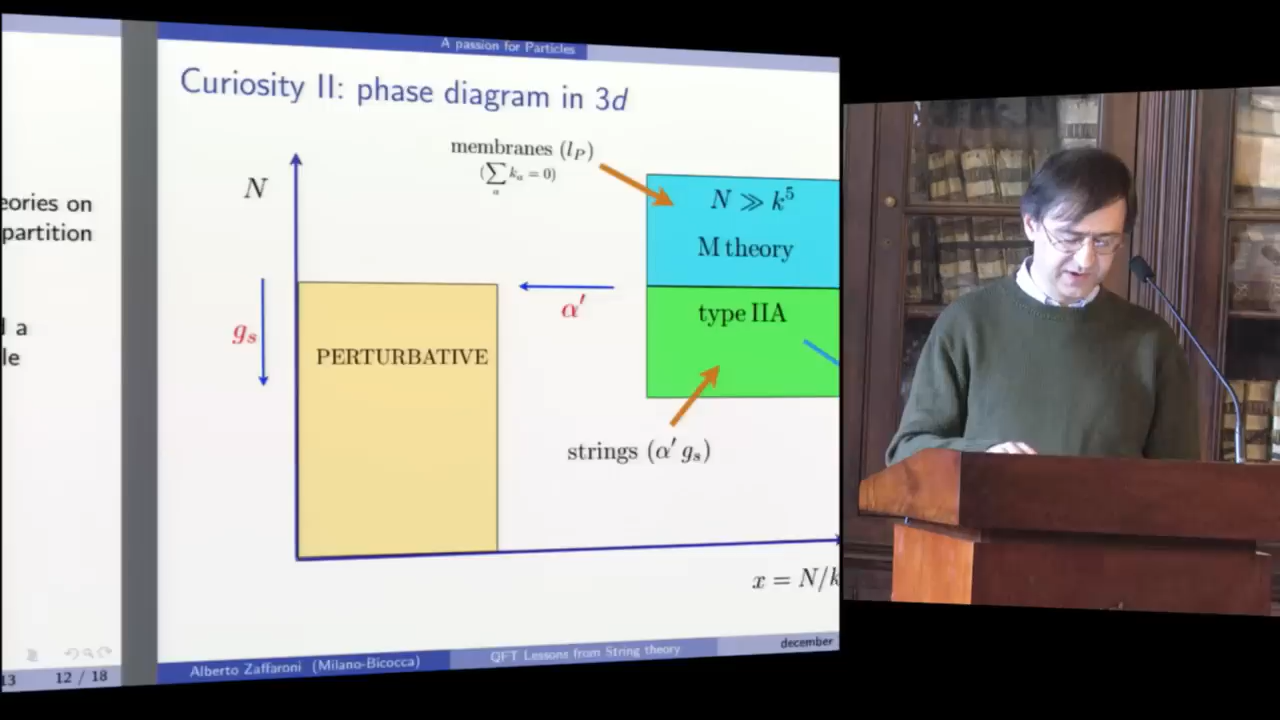 A passion for Particles
Curiosity II: phase diagram in 3d
membranes (l_P)
(∑_a k_a = 0)
N
N ≫ k^5
M theory
eories on
partition
α′
type IIA
g_s
PERTURBATIVE
strings (α′ g_s)
x = N/k
13
12 / 18
Alberto Zaffaroni (Milano-Bicocca)
QFT Lessons from String theory
december